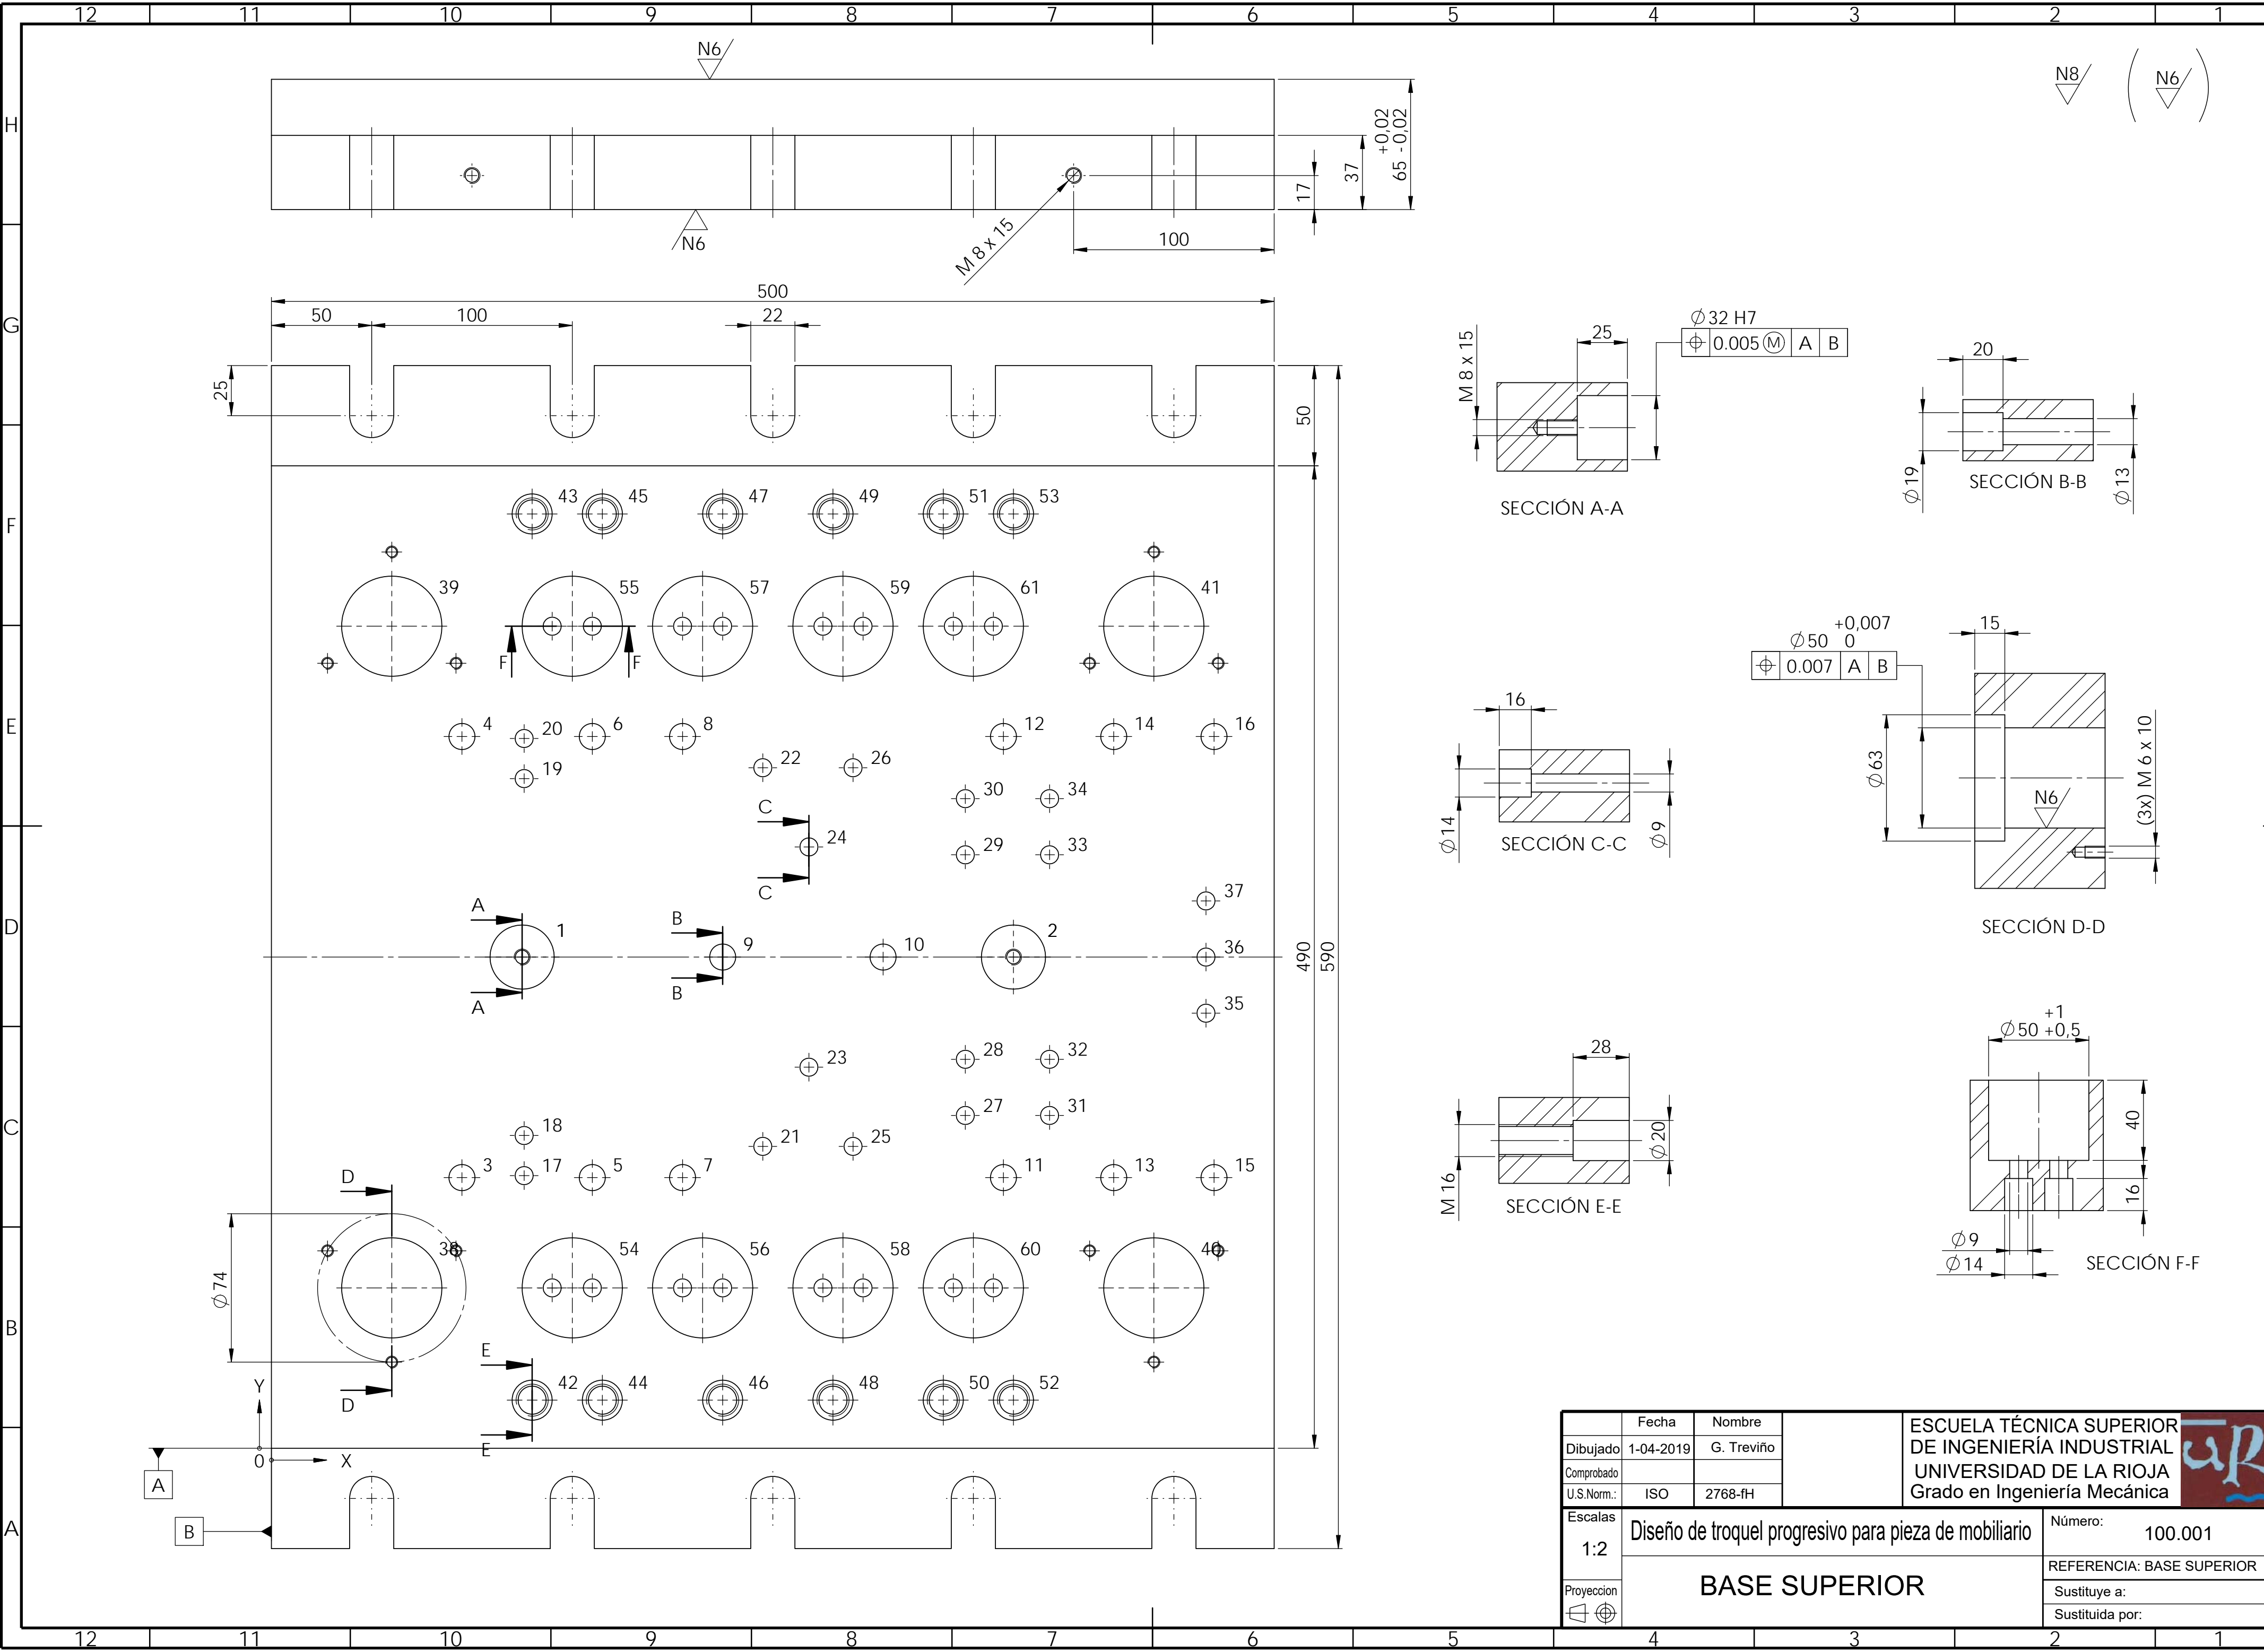 12 11 10 9 8 7 6 5 4 3 2 1
H
G
F
E
D
C
B
A
N6
N8 ( N6 )
+0,02
65 - 0,02
37
17
N6
M 8 x 15
100
500
50 100 22
25
50
490
590
43 45 47 49 51 53
39 55 57 59 61 41
F F
4 20 6 8 12 14 16
19 22 26
30 34
C
24
29 33
C
37
A B
1 9 10 2
36
A B
35
23 28 32
27 31
18 21 25
3 17 5 7 11 13 15
D
38 54 56 58 60 40
Ø 74
D
E
42 44 46 48 50 52
E
Y
0 X
A
B
M 8 x 15
25
Ø 32 H7
0.005 M A B
SECCIÓN A-A
20
Ø 19
Ø 13
SECCIÓN B-B
16
Ø 14
Ø 9
SECCIÓN C-C
+0,007
Ø 50 0
0.007 A B
15
Ø 63
N6
(3x) M 6 x 10
SECCIÓN D-D
28
M 16
Ø 20
SECCIÓN E-E
+1
Ø 50 +0,5
40
16
Ø 9
Ø 14
SECCIÓN F-F
Fecha Nombre
Dibujado 1-04-2019 G. Treviño
Comprobado
U.S.Norm.: ISO 2768-fH
ESCUELA TÉCNICA SUPERIOR
DE INGENIERÍA INDUSTRIAL
UNIVERSIDAD DE LA RIOJA
Grado en Ingeniería Mecánica
UR
Escalas
1:2
Diseño de troquel progresivo para pieza de mobiliario
Número:
100.001
REFERENCIA: BASE SUPERIOR
Proyeccion
BASE SUPERIOR
Sustituye a:
Sustituida por:
12 11 10 9 8 7 6 5 4 3 2 1